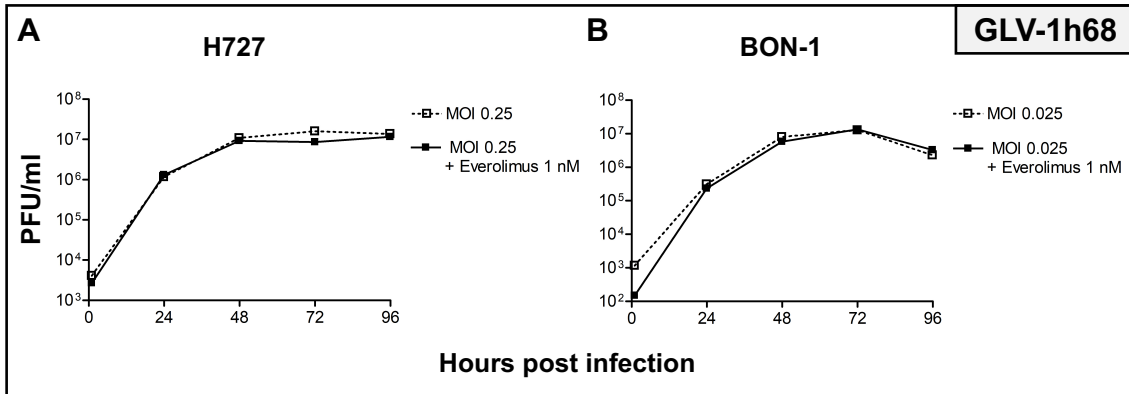 A
H727
B
BON-1
GLV-1h68
PFU/ml
10⁸
10⁷
10⁶
10⁵
10⁴
10³
0 24 48 72 96
MOI 0.25
MOI 0.25
+ Everolimus 1 nM
10⁸
10⁷
10⁶
10⁵
10⁴
10³
10²
0 24 48 72 96
MOI 0.025
MOI 0.025
+ Everolimus 1 nM
Hours post infection